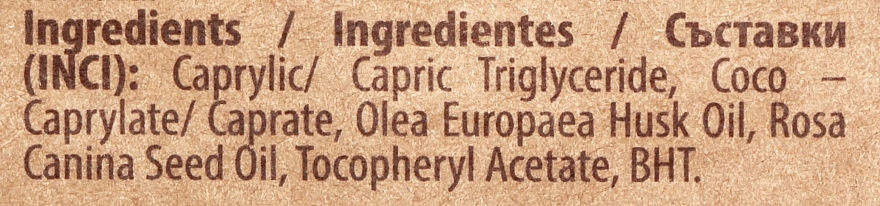 Ingredients / Ingredientes / Съставки
(INCI): Caprylic/ Capric Triglyceride, Coco –
Caprylate/ Caprate, Olea Europaea Husk Oil, Rosa
Canina Seed Oil, Tocopheryl Acetate, BHT.